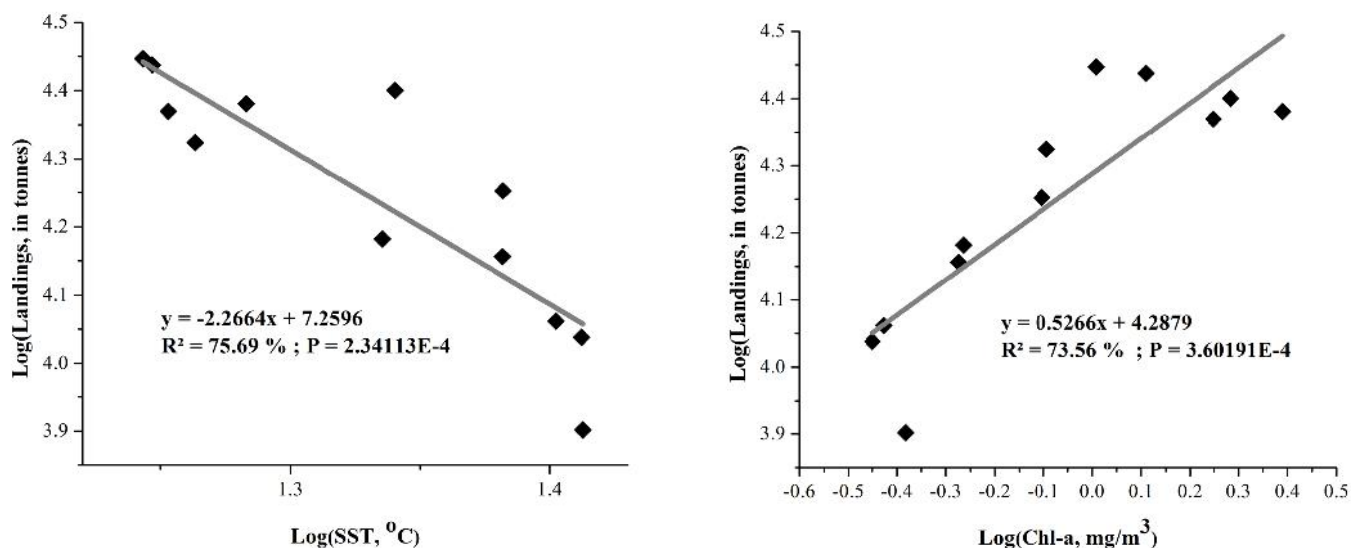 4.5
4.4
4.3
4.2
4.1
4.0
3.9
Log(Landings, in tonnes)
y = -2.2664x + 7.2596
R² = 75.69 % ; P = 2.34113E-4
1.3 1.4
Log(SST, °C)
4.5
4.4
4.3
4.2
4.1
4.0
3.9
Log(Landings, in tonnes)
y = 0.5266x + 4.2879
R² = 73.56 % ; P = 3.60191E-4
-0.6 -0.5 -0.4 -0.3 -0.2 -0.1 0.0 0.1 0.2 0.3 0.4 0.5
Log(Chl-a, mg/m³)